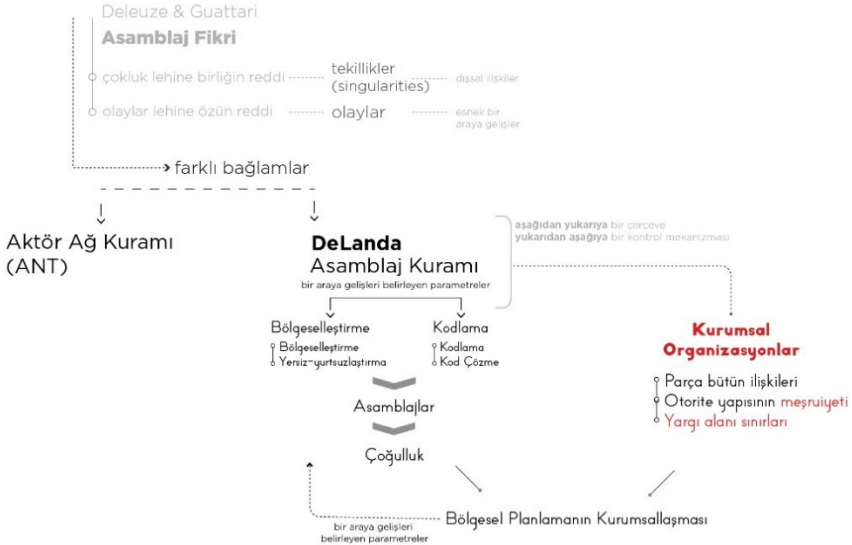 Deleuze & Guattari
Asamblaj Fikri
çokluk lehine birliğin reddi
tekillikler
(singularities)
dışsal ilişkiler
olaylar lehine özün reddi
olaylar
esnek bir
araya gelişler
farklı bağlamlar
Aktör Ağ Kuramı
(ANT)
DeLanda
Asamblaj Kuramı
bir araya gelişleri belirleyen parametreler
aşağıdan yukarıya bir çerçeve
yukarıdan aşağıya bir kontrol mekanizması
Bölgeselleştirme
Bölgeselleştirme
Yersiz-yurtsuzlaştırma
Kodlama
Kodlama
Kod Çözme
Kurumsal
Organizasyonlar
Parça bütün ilişkileri
Otorite yapısının meşruiyeti
Yargı alanı sınırları
Asamblajlar
Çoğulluk
Bölgesel Planlamanın Kurumsallaşması
bir araya gelişleri
belirleyen parametreler